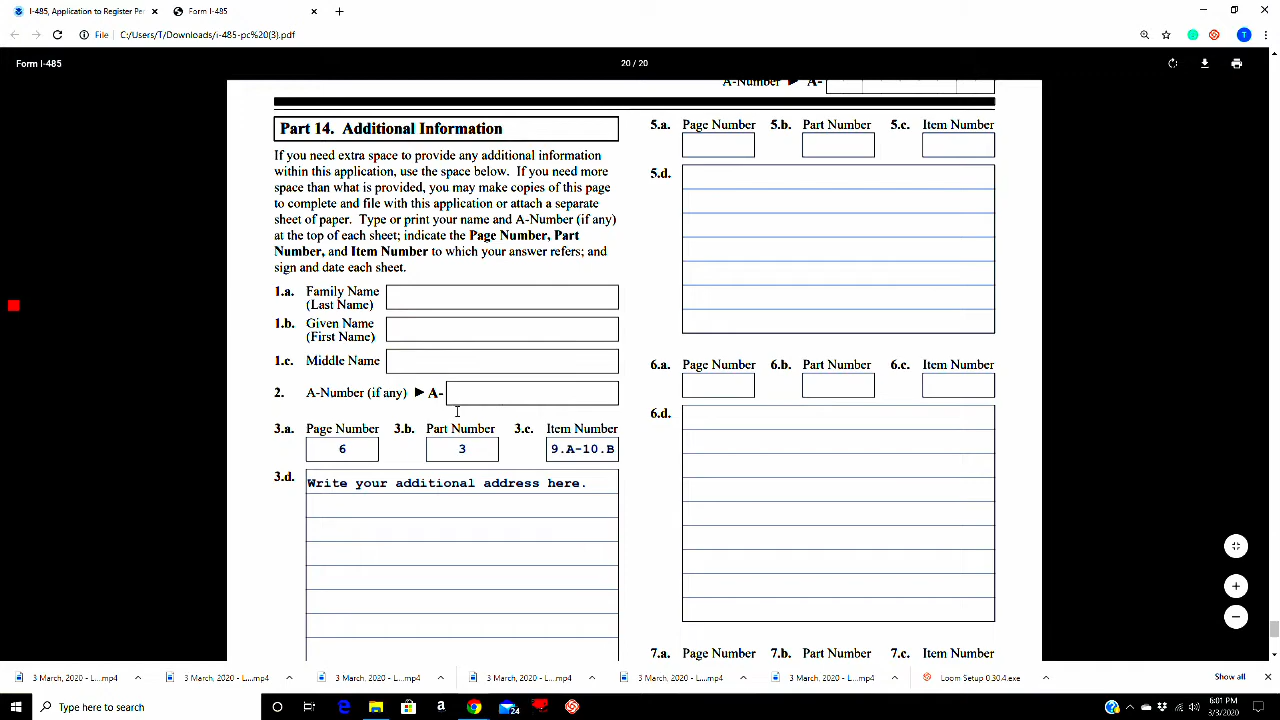 I-485, Application to Register Per
Form I-485
File
C:/Users/T/Downloads/i-485-pc%20(3).pdf
T
Form I-485
20 / 20
A-Number ► A-
Part 14. Additional Information
If you need extra space to provide any additional information
within this application, use the space below. If you need more
space than what is provided, you may make copies of this page
to complete and file with this application or attach a separate
sheet of paper. Type or print your name and A-Number (if any)
at the top of each sheet; indicate the Page Number, Part
Number, and Item Number to which your answer refers; and
sign and date each sheet.
1.a. Family Name
(Last Name)
1.b. Given Name
(First Name)
1.c. Middle Name
2. A-Number (if any) ► A-
3.a. Page Number 3.b. Part Number 3.c. Item Number
6 3 9.A-10.B
3.d. Write your additional address here.
5.a. Page Number 5.b. Part Number 5.c. Item Number
5.d.
6.a. Page Number 6.b. Part Number 6.c. Item Number
6.d.
7.a. Page Number 7.b. Part Number 7.c. Item Number
3 March, 2020 - L....mp4
3 March, 2020 - L....mp4
3 March, 2020 - L....mp4
3 March, 2020 - L....mp4
3 March, 2020 - L....mp4
3 March, 2020 - L....mp4
Loom Setup 0.30.4.exe
Show all
Type here to search
24
6:01 PM
3/3/2020